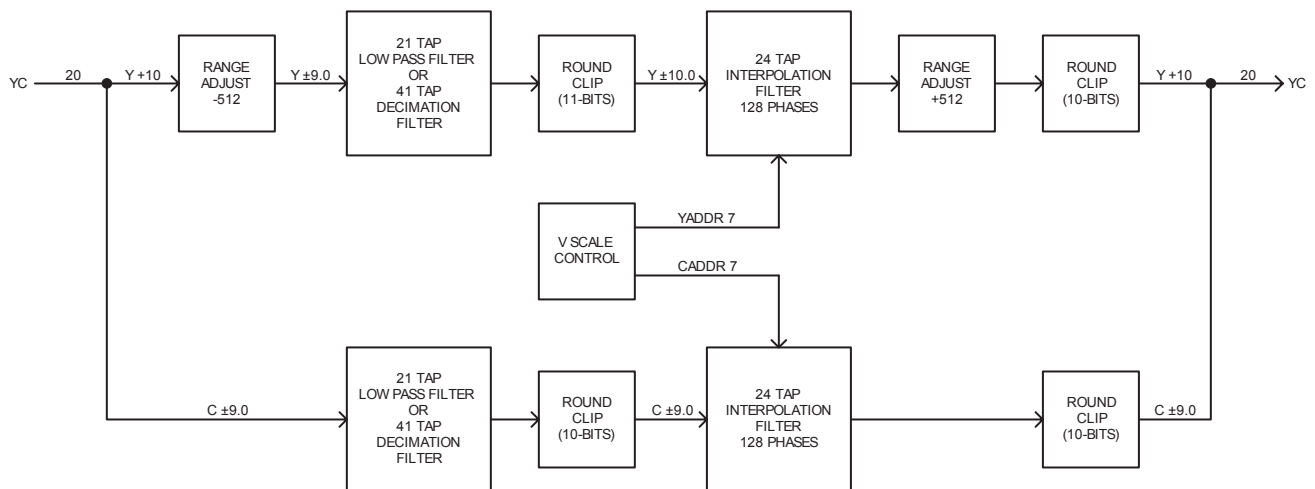 YC
20
Y +10
RANGE
ADJUST
-512
Y ±9.0
21 TAP
LOW PASS FILTER
OR
41 TAP
DECIMATION
FILTER
ROUND
CLIP
(11-BITS)
Y ±10.0
24 TAP
INTERPOLATION
FILTER
128 PHASES
RANGE
ADJUST
+512
ROUND
CLIP
(10-BITS)
Y +10
20
YC
V SCALE
CONTROL
YADDR 7
CADDR 7
C ±9.0
21 TAP
LOW PASS FILTER
OR
41 TAP
DECIMATION
FILTER
ROUND
CLIP
(10-BITS)
C ±9.0
24 TAP
INTERPOLATION
FILTER
128 PHASES
ROUND
CLIP
(10-BITS)
C ±9.0